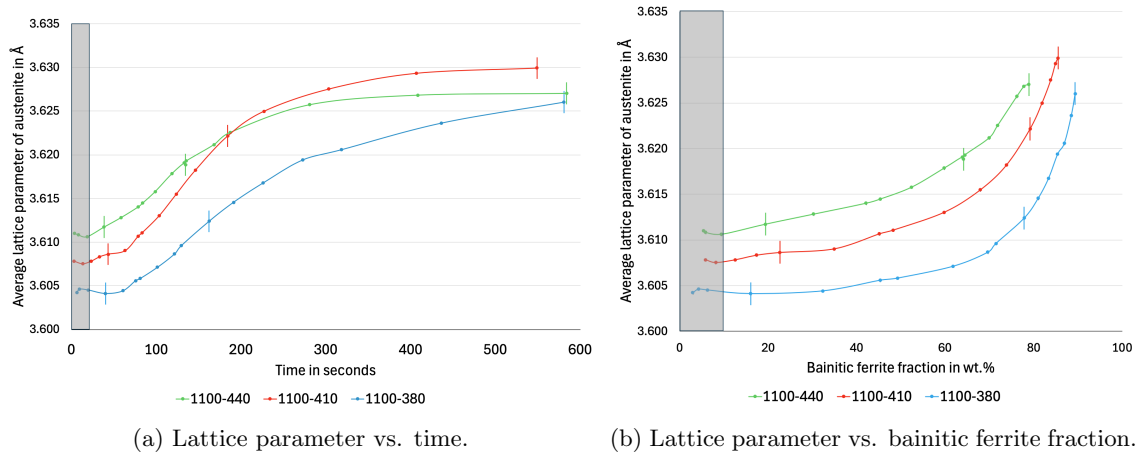 Average lattice parameter of austenite in Å
3.635
3.630
3.625
3.620
3.615
3.610
3.605
3.600
0 100 200 300 400 500 600
Time in seconds
1100-440 1100-410 1100-380
(a) Lattice parameter vs. time.
Average lattice parameter of austenite in Å
3.635
3.630
3.625
3.620
3.615
3.610
3.605
3.600
0 20 40 60 80 100
Bainitic ferrite fraction in wt.%
1100-440 1100-410 1100-380
(b) Lattice parameter vs. bainitic ferrite fraction.